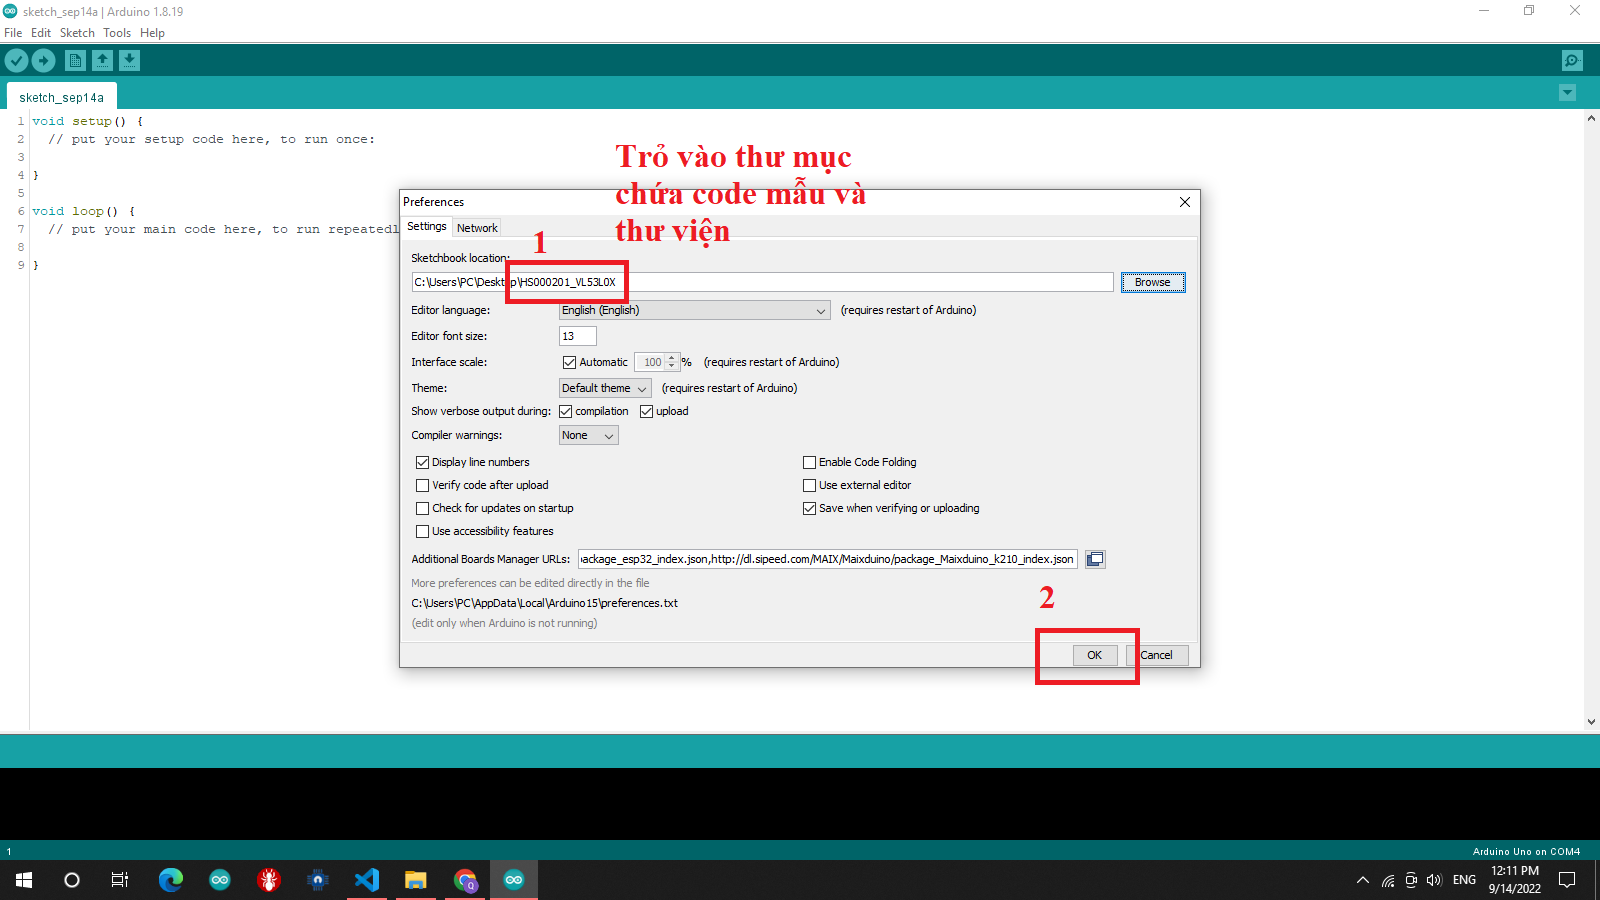 sketch_sep14a | Arduino 1.8.19
File Edit Sketch Tools Help
sketch_sep14a
1 void setup() {
2 // put your setup code here, to run once:
3
4 }
5
6 void loop() {
7 // put your main code here, to run repeatedl
8
9 }
Trỏ vào thư mục
chứa code mẫu và
thư viện
Preferences
Settings Network
1
Sketchbook location:
C:\Users\PC\Desktop\HS000201_VL53L0X Browse
Editor language: English (English) (requires restart of Arduino)
Editor font size: 13
Interface scale: Automatic 100 % (requires restart of Arduino)
Theme: Default theme (requires restart of Arduino)
Show verbose output during: compilation upload
Compiler warnings: None
Display line numbers Enable Code Folding
Verify code after upload Use external editor
Check for updates on startup Save when verifying or uploading
Use accessibility features
Additional Boards Manager URLs: package_esp32_index.json,http://dl.sipeed.com/MAIX/Maixduino/package_Maixduino_k210_index.json
More preferences can be edited directly in the file
C:\Users\PC\AppData\Local\Arduino15\preferences.txt
(edit only when Arduino is not running)
2
OK Cancel
1 Arduino Uno on COM4
Q ENG 12:11 PM
9/14/2022